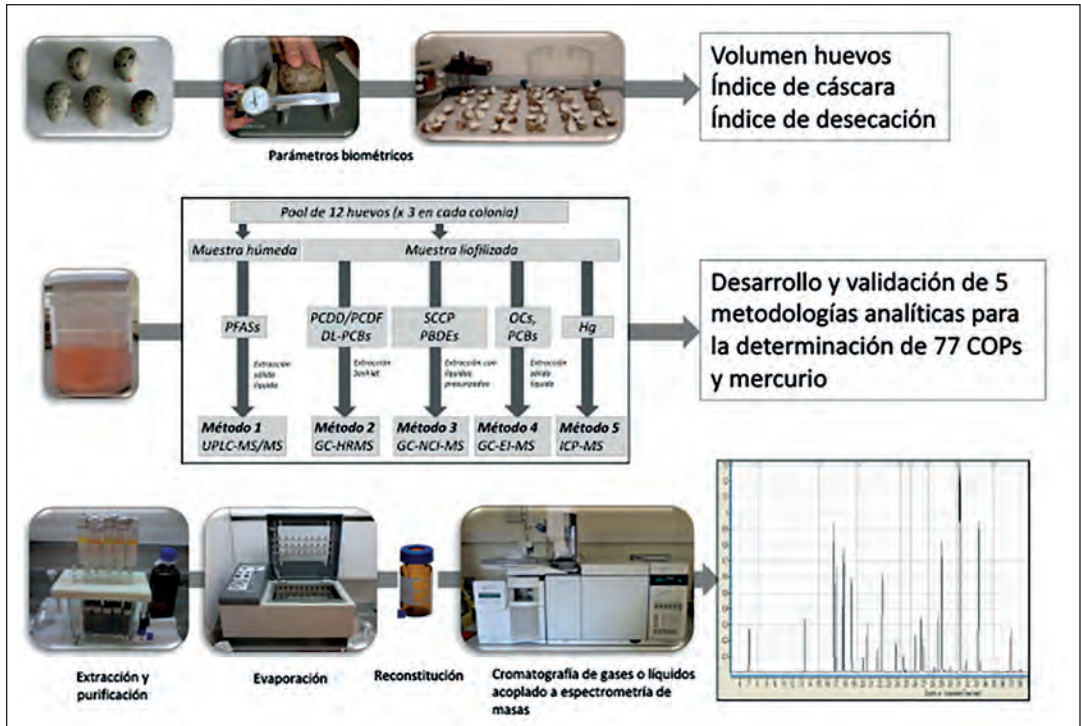 Volumen huevos
Índice de cáscara
Índice de desecación
Parámetros biométricos
Pool de 12 huevos (x 3 en cada colonia)
Muestra húmeda
Muestra liofilizada
PFASs
PCDD/PCDF
DL-PCBs
SCCP
PBDEs
OCs,
PCBs
Hg
Extracción
sólido
líquido
Extracción
Soxhlet
Extracción con
líquidos
presurizados
Extracción
sólido
líquido
Método 1
UPLC-MS/MS
Método 2
GC-HRMS
Método 3
GC-NCI-MS
Método 4
GC-EI-MS
Método 5
ICP-MS
Desarrollo y validación de 5
metodologías analíticas para
la determinación de 77 COPs
y mercurio
Extracción y
purificación
Evaporación
Reconstitución
Cromatografía de gases o líquidos
acoplado a espectrometría de
masas